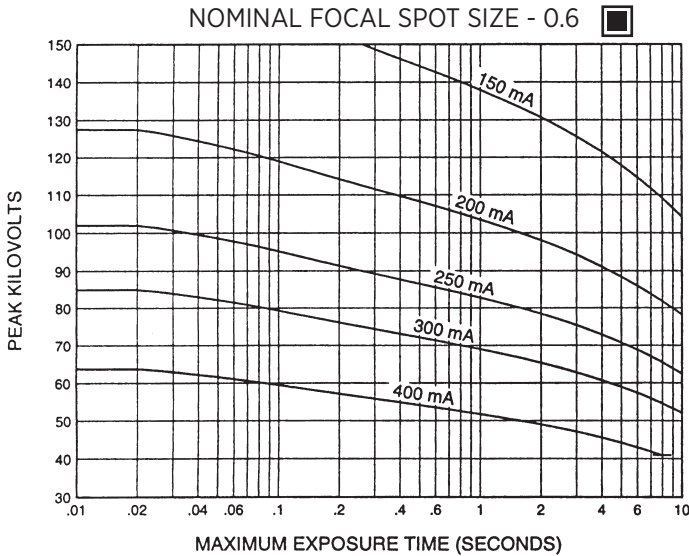 NOMINAL FOCAL SPOT SIZE - 0.6
150
140
130
120
110
100
90
80
70
60
50
40
30
PEAK KILOVOLTS
150 mA
200 mA
250 mA
300 mA
400 mA
.01 .02 .04 .06 .1 .2 .4 .6 1 2 4 6 10
MAXIMUM EXPOSURE TIME (SECONDS)